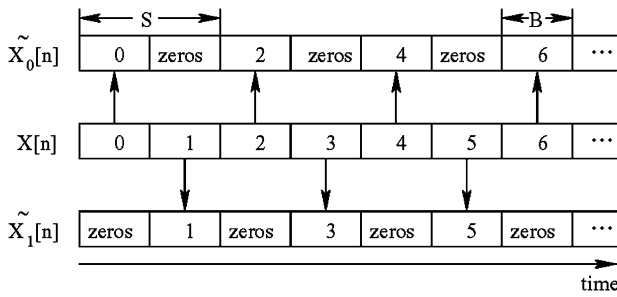 S B
X̃₀[n] 0 zeros 2 zeros 4 zeros 6 ···
X[n] 0 1 2 3 4 5 6 ···
X̃₁[n] zeros 1 zeros 3 zeros 5 zeros ···
time